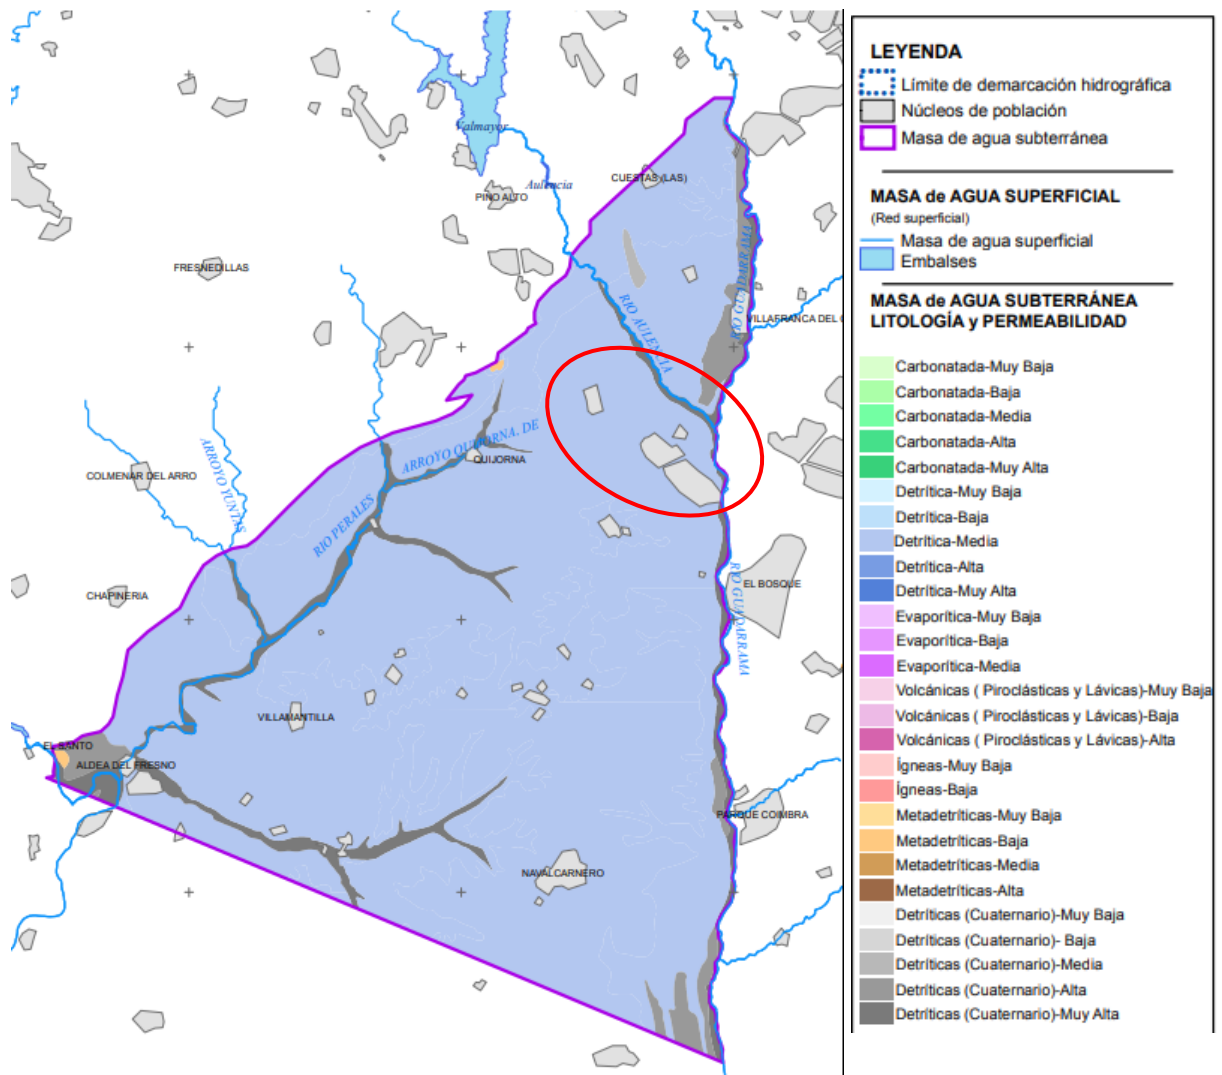 Valmayor
Aulencia
PINO ALTO
CUESTAS (LAS)
FRESNEDILLAS
RIO GUADARRAMA
RIO AULENCIA
VILLAFRANCA DEL
ARROYO QUIJORNA, DE
QUIJORNA
COLMENAR DEL ARRO
ARROYO YUNTAS
RIO PERALES
CHAPINERIA
EL BOSQUE
RIO GUADARRAMA
VILLAMANTILLA
EL SANTO
ALDEA DEL FRESNO
PARQUE COIMBRA
NAVALCARNERO
LEYENDA
Límite de demarcación hidrográfica
Núcleos de población
Masa de agua subterránea
MASA de AGUA SUPERFICIAL
(Red superficial)
Masa de agua superficial
Embalses
MASA de AGUA SUBTERRÁNEA
LITOLOGÍA y PERMEABILIDAD
Carbonatada-Muy Baja
Carbonatada-Baja
Carbonatada-Media
Carbonatada-Alta
Carbonatada-Muy Alta
Detrítica-Muy Baja
Detrítica-Baja
Detrítica-Media
Detrítica-Alta
Detrítica-Muy Alta
Evaporítica-Muy Baja
Evaporítica-Baja
Evaporítica-Media
Volcánicas ( Piroclásticas y Lávicas)-Muy Baja
Volcánicas ( Piroclásticas y Lávicas)-Baja
Volcánicas ( Piroclásticas y Lávicas)-Alta
Ígneas-Muy Baja
Ígneas-Baja
Metadetríticas-Muy Baja
Metadetríticas-Baja
Metadetríticas-Media
Metadetríticas-Alta
Detríticas (Cuaternario)-Muy Baja
Detríticas (Cuaternario)- Baja
Detríticas (Cuaternario)-Media
Detríticas (Cuaternario)-Alta
Detríticas (Cuaternario)-Muy Alta